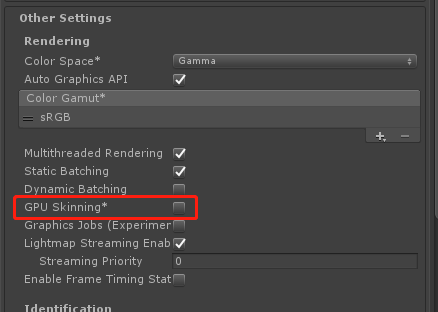 Other Settings
Rendering
Color Space* Gamma
Auto Graphics API
Color Gamut*
sRGB
Multithreaded Rendering
Static Batching
Dynamic Batching
GPU Skinning*
Graphics Jobs (Experimer
Lightmap Streaming Enab
Streaming Priority 0
Enable Frame Timing Stat
Identification